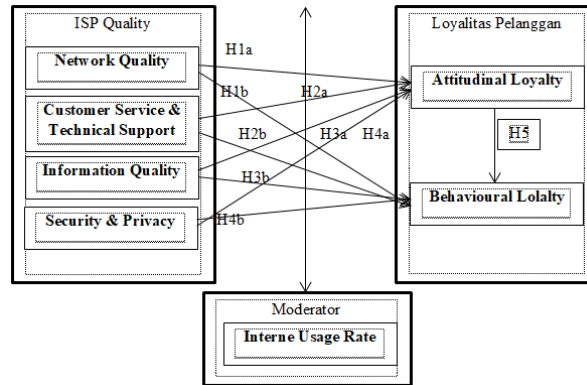 ISP Quality
Network Quality
Customer Service &
Technical Support
Information Quality
Security & Privacy
H1a
H1b
H2a
H2b
H3a
H4a
H3b
H4b
Loyalitas Pelanggan
Attitudinal Loyalty
H5
Behavioural Lolalty
Moderator
Interne Usage Rate